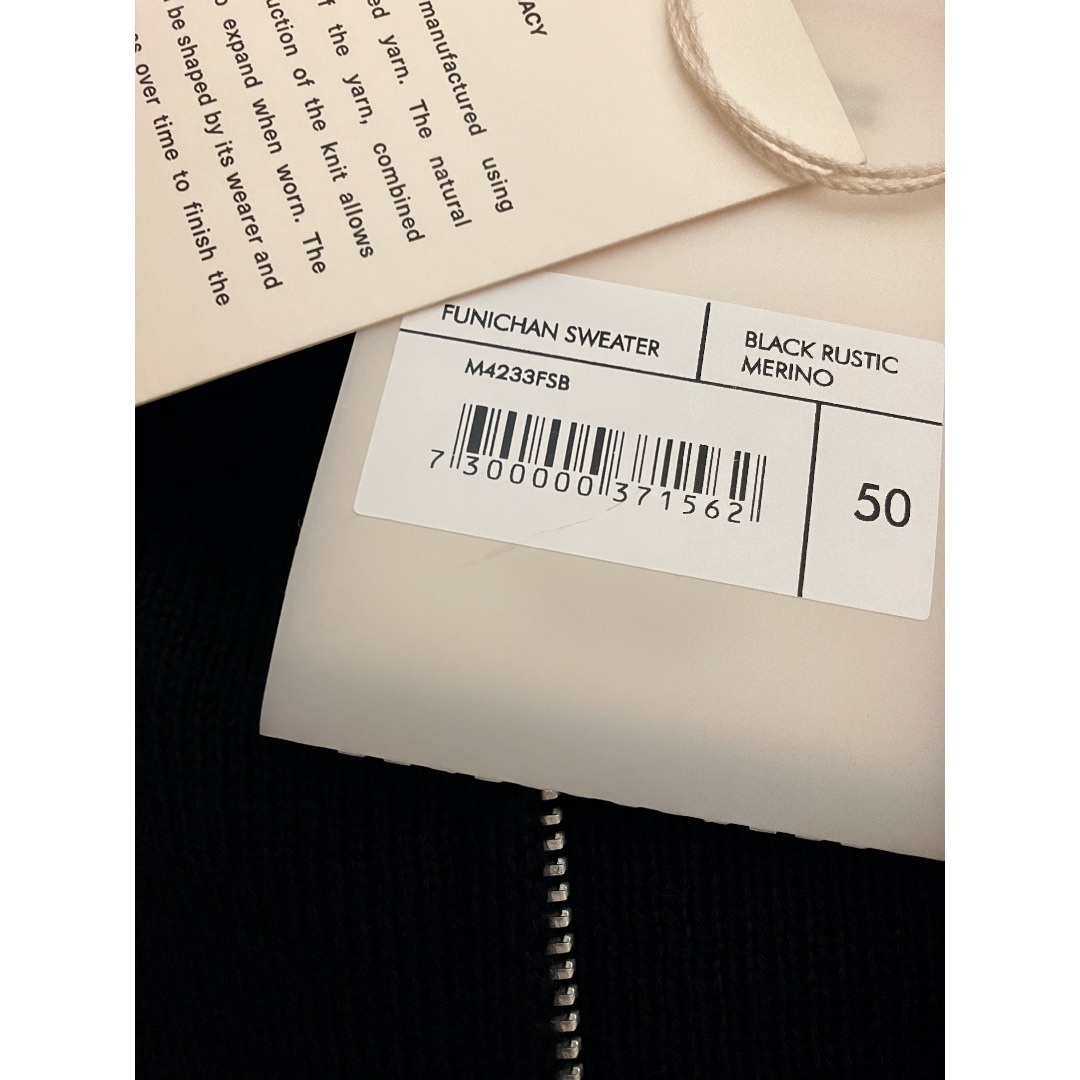 ACY
manufactured using
ed yarn. The natural
f the yarn, combined
uction of the knit allows
expand when worn. The
be shaped by its wearer and
over time to finish the
FUNICHAN SWEATER
BLACK RUSTIC
MERINO
M4233FSB
7 300000 371562
50